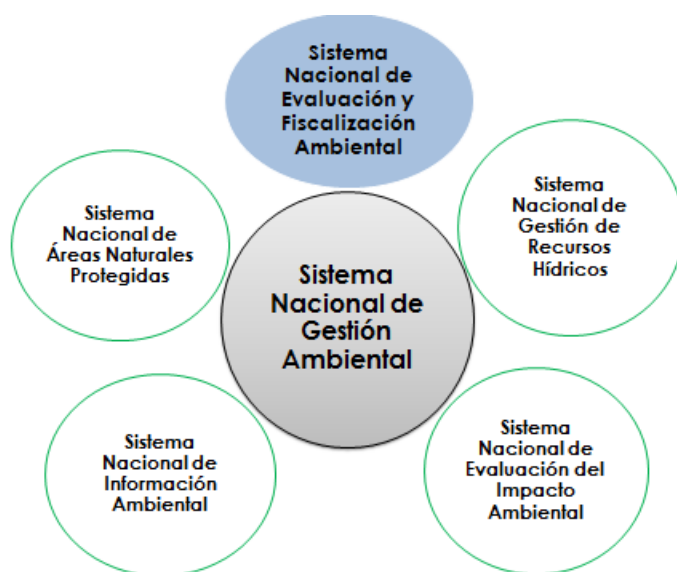 Sistema
Nacional de
Evaluación y
Fiscalización
Ambiental
Sistema
Nacional de
Áreas Naturales
Protegidas
Sistema
Nacional de
Gestión de
Recursos
Hídricos
Sistema
Nacional de
Gestión
Ambiental
Sistema
Nacional de
Información
Ambiental
Sistema
Nacional de
Evaluación del
Impacto
Ambiental